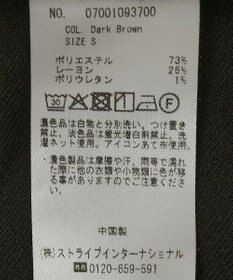 NO. 07001093700
COL. Dark Brown
SIZE S
ポリエステル 73%
レーヨン 26%
ポリウレタン 1%
濃色品は白物と分別洗い。つけ置き
禁止。淡色品は蛍光増白剤禁止。洗
濯ネット使用。アイロンあて布使用。
・濃色品は摩擦や汗、雨等で濡れ
た際に他の衣類や小物類に色が移
る事がありますのでご注意くださ
い。
中国製
(株)ストライプインターナショナル
0120-659-591